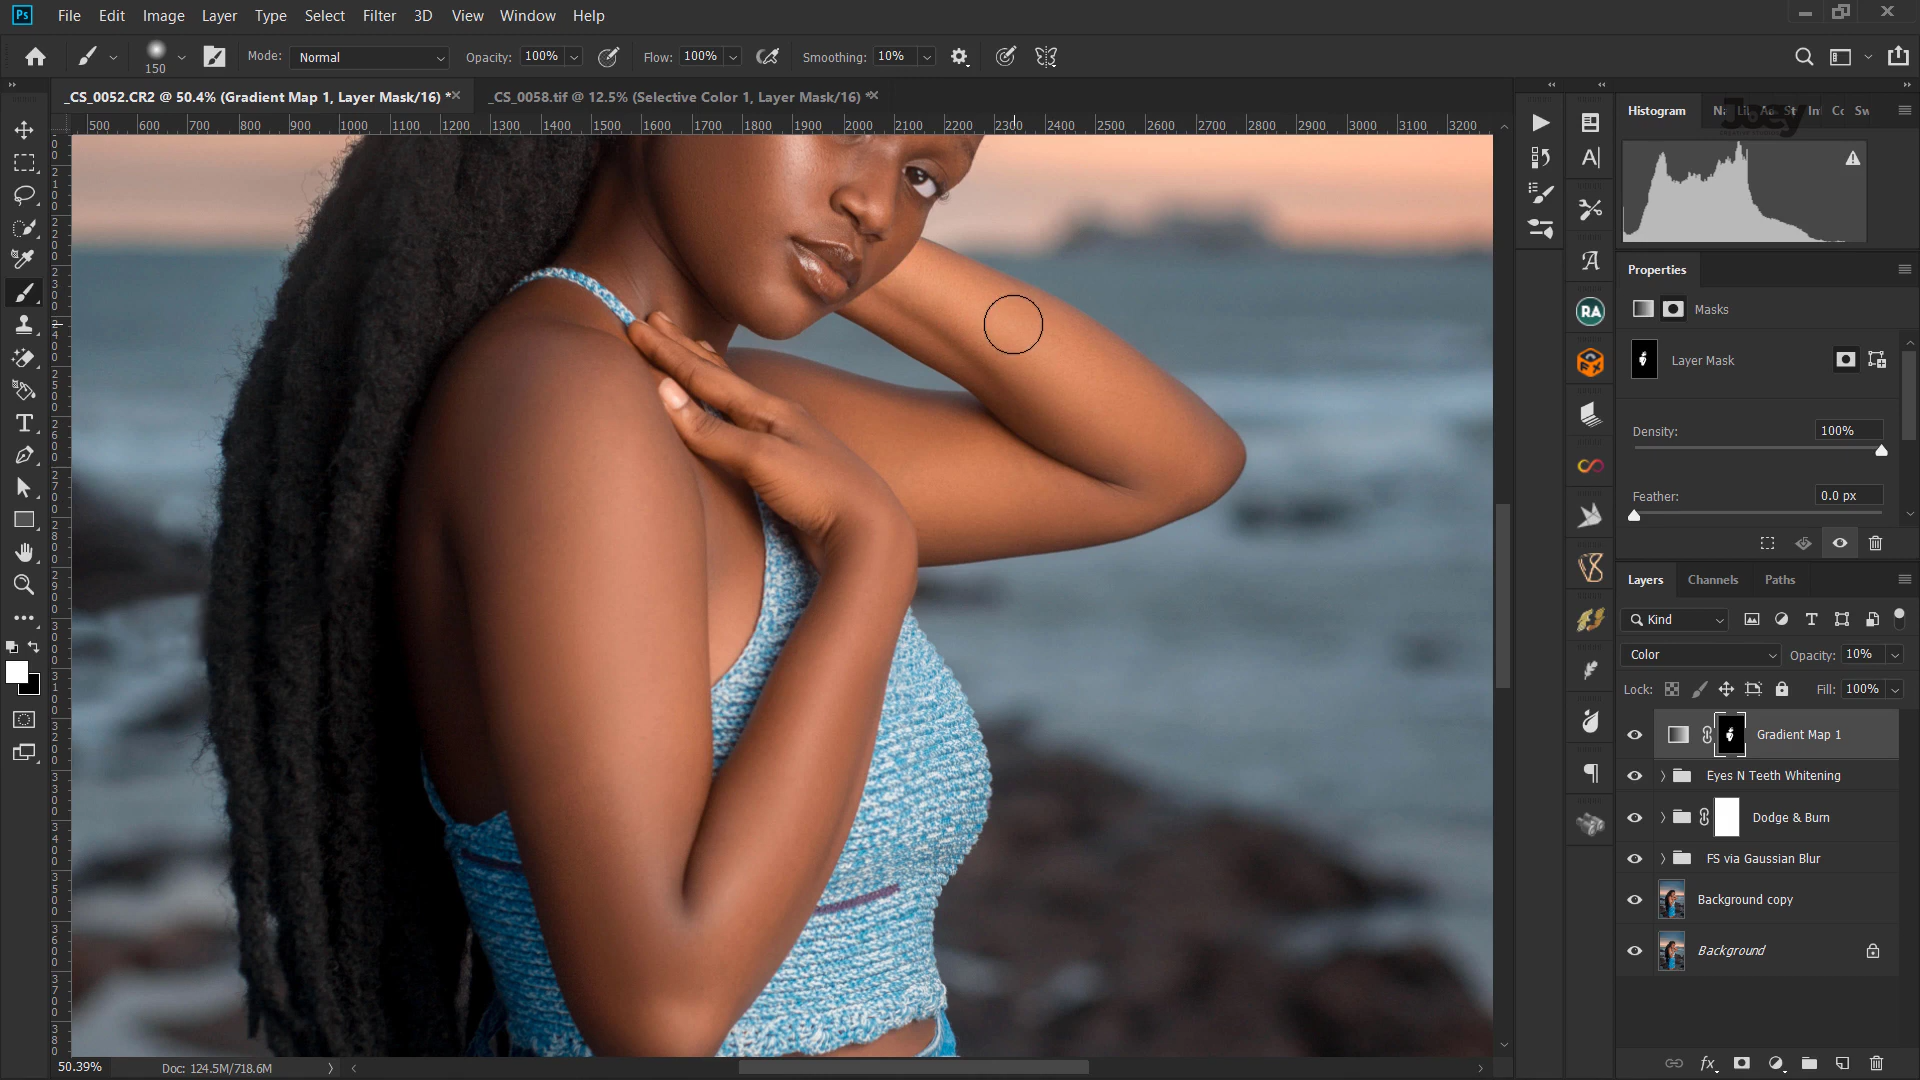 Ps File Edit Image Layer Type Select Filter 3D View Window Help
150 Mode: Normal Opacity: 100% Flow: 100% Smoothing: 10%
_CS_0052.CR2 @ 50.4% (Gradient Map 1, Layer Mask/16) * _CS_0058.tif @ 12.5% (Selective Color 1, Layer Mask/16) *
500 600 700 800 900 1000 1100 1200 1300 1400 1500 1600 1700 1800 1900 2000 2100 2200 2300 2400 2500 2600 2700 2800 2900 3000 3100 3200
Histogram
Properties
RA
Masks
Layer Mask
Density: 100%
Feather: 0.0 px
Layers Channels Paths
Kind
Color Opacity: 10%
Lock: Fill: 100%
Gradient Map 1
Eyes N Teeth Whitening
Dodge & Burn
FS via Gaussian Blur
Background copy
Background
50.39% Doc: 124.5M/718.6M